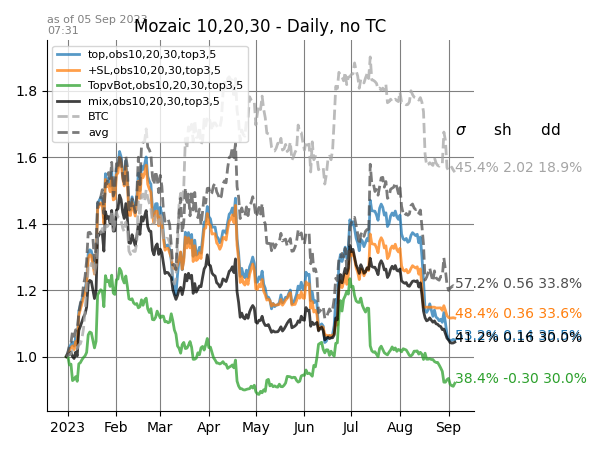 as of 05 Sep 2023
07:31
Mozaic 10,20,30 - Daily, no TC
top,obs10,20,30,top3,5
+SL,obs10,20,30,top3,5
TopvBot,obs10,20,30,top3,5
mix,obs10,20,30,top3,5
BTC
avg
σ sh dd
45.4% 2.02 18.9%
57.2% 0.56 33.8%
48.4% 0.36 33.6%
41.2% 0.16 30.0%
38.4% -0.30 30.0%
1.8
1.6
1.4
1.2
1.0
2023 Feb Mar Apr May Jun Jul Aug Sep